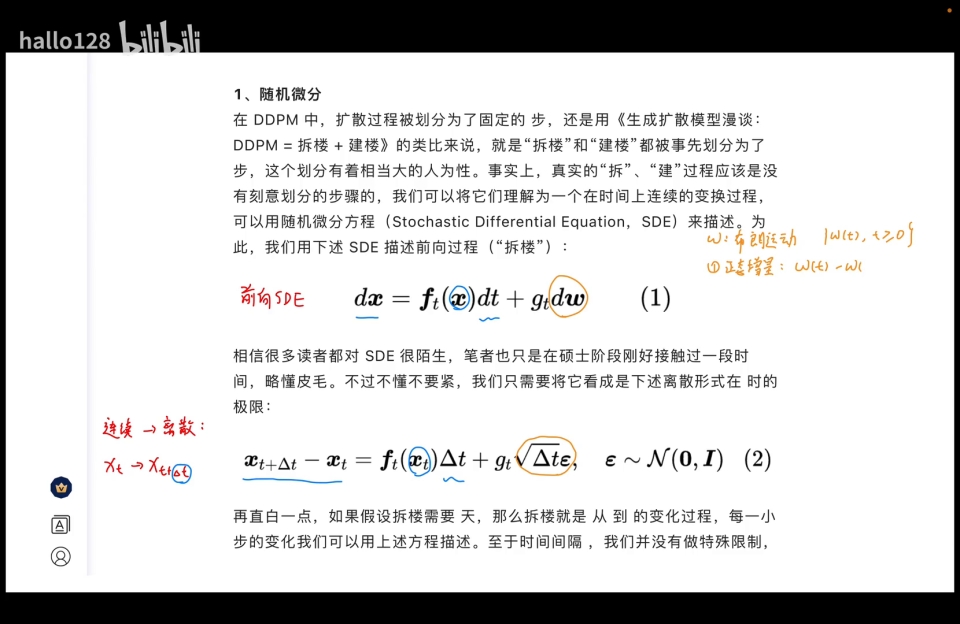 hallo128 bilibili
1、随机微分
在 DDPM 中，扩散过程被划分为了固定的 步，还是用《生成扩散模型漫谈：
DDPM = 拆楼 + 建楼》的类比来说，就是“拆楼”和“建楼”都被事先划分为了
步，这个划分有着相当大的人为性。事实上，真实的“拆”、“建”过程应该是没
有刻意划分的步骤的，我们可以将它们理解为一个在时间上连续的变换过程，
可以用随机微分方程（Stochastic Differential Equation，SDE）来描述。为
此，我们用下述 SDE 描述前向过程（“拆楼”）：
w：布朗运动 {w(t), t≥0}
①正态增量：w(t) - w(
前向SDE
dx = f_t(x)dt + g_t dw (1)
相信很多读者都对 SDE 很陌生，笔者也只是在硕士阶段刚好接触过一段时
间，略懂皮毛。不过不懂不要紧，我们只需要将它看成是下述离散形式在 时的
极限：
连续 → 离散：
x_t → x_{t+Δt}
x_{t+Δt} − x_t = f_t(x_t)Δt + g_t√Δt ε, ε ∼ N(0, I) (2)
再直白一点，如果假设拆楼需要 天，那么拆楼就是 从 到 的变化过程，每一小
步的变化我们可以用上述方程描述。至于时间间隔 ，我们并没有做特殊限制，